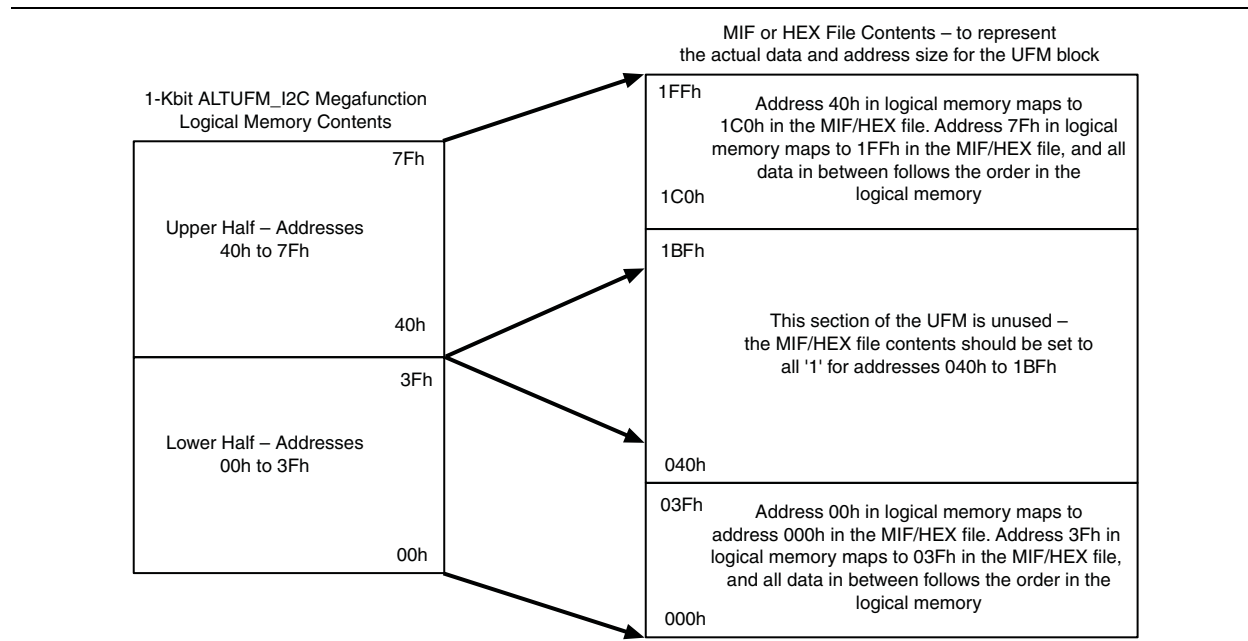 1-Kbit ALTUFM_I2C Megafunction
Logical Memory Contents
7Fh
Upper Half – Addresses
40h to 7Fh
40h
3Fh
Lower Half – Addresses
00h to 3Fh
00h
MIF or HEX File Contents – to represent
the actual data and address size for the UFM block
1FFh
Address 40h in logical memory maps to
1C0h in the MIF/HEX file. Address 7Fh in logical
memory maps to 1FFh in the MIF/HEX file, and all
data in between follows the order in the
logical memory
1C0h
1BFh
This section of the UFM is unused –
the MIF/HEX file contents should be set to
all '1' for addresses 040h to 1BFh
040h
03Fh
Address 00h in logical memory maps to
address 000h in the MIF/HEX file. Address 3Fh in
logical memory maps to 03Fh in the MIF/HEX file,
and all data in between follows the order in the
logical memory
000h